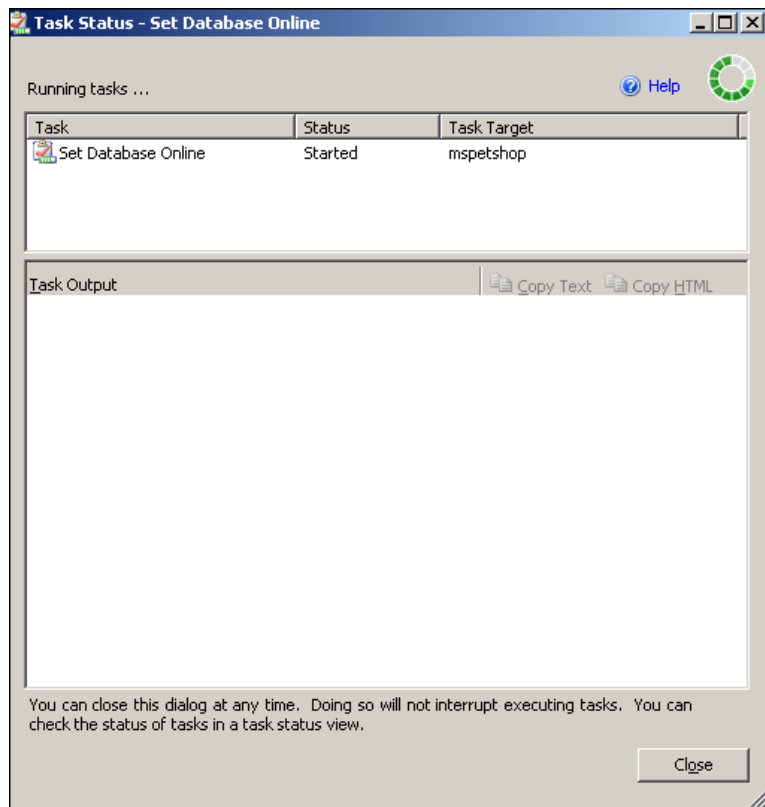 Task Status - Set Database Online
Running tasks ...
Help
Task Status Task Target
Set Database Online Started mspetshop
Task Output Copy Text Copy HTML
You can close this dialog at any time. Doing so will not interrupt executing tasks. You can
check the status of tasks in a task status view.
Close